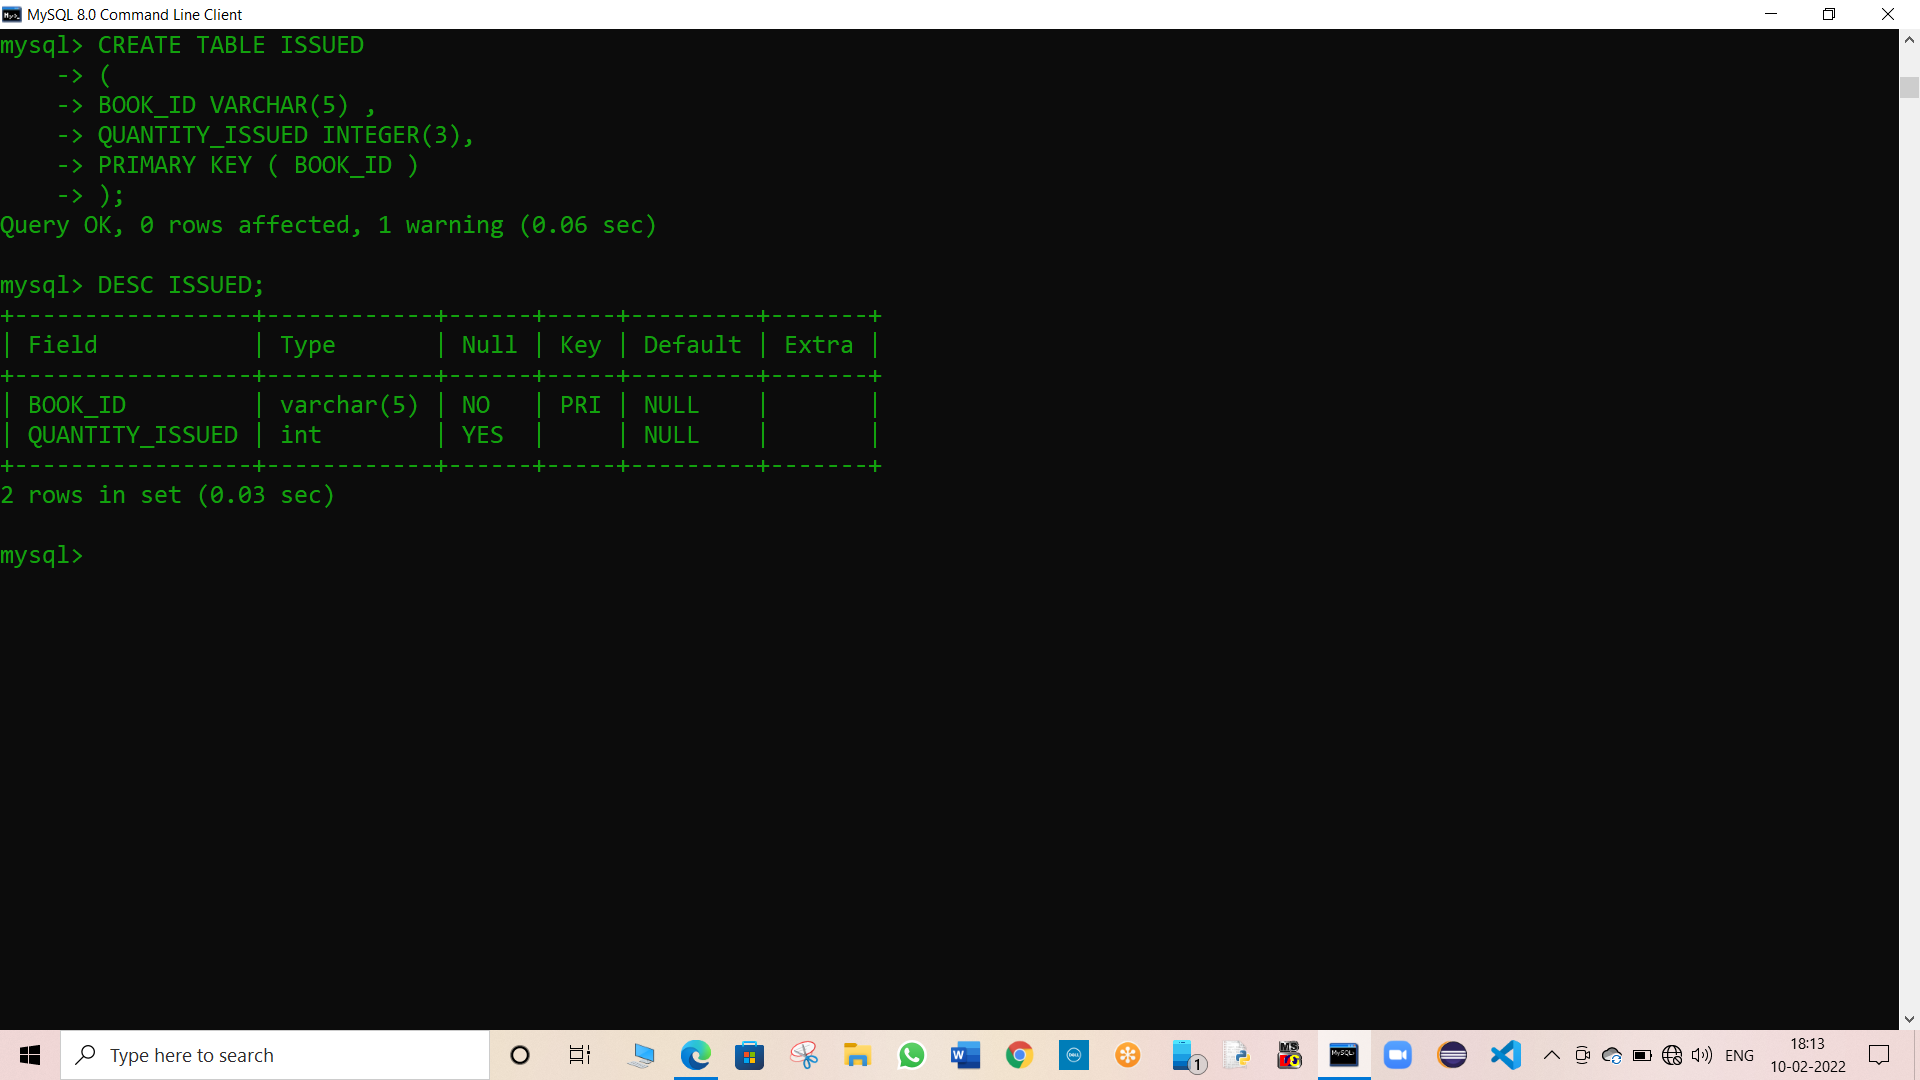 MySQL 8.0 Command Line Client
mysql> CREATE TABLE ISSUED
    -> (
    -> BOOK_ID VARCHAR(5) ,
    -> QUANTITY_ISSUED INTEGER(3),
    -> PRIMARY KEY ( BOOK_ID )
    -> );
Query OK, 0 rows affected, 1 warning (0.06 sec)

mysql> DESC ISSUED;
+-----------------+------------+------+-----+---------+-------+
| Field           | Type       | Null | Key | Default | Extra |
+-----------------+------------+------+-----+---------+-------+
| BOOK_ID         | varchar(5) | NO   | PRI | NULL    |       |
| QUANTITY_ISSUED | int        | YES  |     | NULL    |       |
+-----------------+------------+------+-----+---------+-------+
2 rows in set (0.03 sec)

mysql>
Type here to search
W
DELL
1
MS
MySQL>
ENG
18:13
10-02-2022